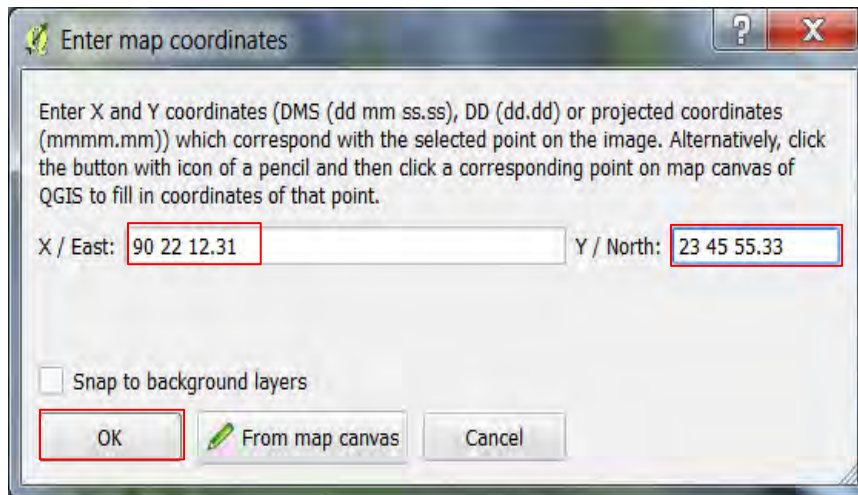 Enter map coordinates
Enter X and Y coordinates (DMS (dd mm ss.ss), DD (dd.dd) or projected coordinates
(mmmm.mm)) which correspond with the selected point on the image. Alternatively, click
the button with icon of a pencil and then click a corresponding point on map canvas of
QGIS to fill in coordinates of that point.
X / East: 90 22 12.31 Y / North: 23 45 55.33
Snap to background layers
OK From map canvas Cancel